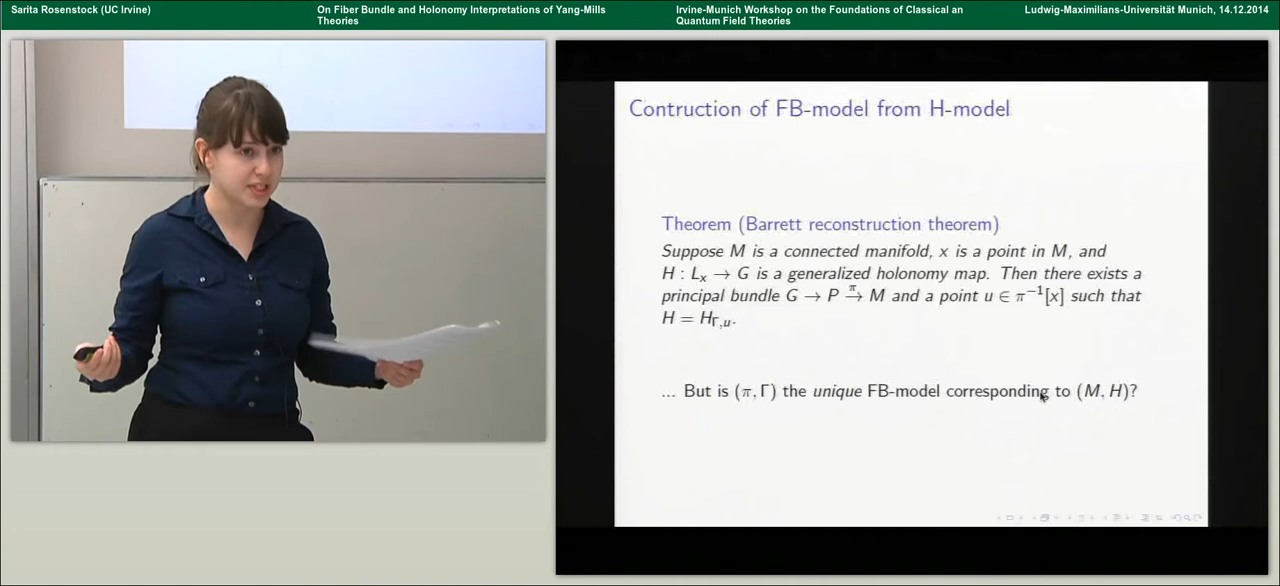 Sarita Rosenstock (UC Irvine)
On Fiber Bundle and Holonomy Interpretations of Yang-Mills
Theories
Irvine-Munich Workshop on the Foundations of Classical an
Quantum Field Theories
Ludwig-Maximilians-Universität Munich, 14.12.2014
Contruction of FB-model from H-model
Theorem (Barrett reconstruction theorem)
Suppose M is a connected manifold, x is a point in M, and
H : Lₓ → G is a generalized holonomy map. Then there exists a
principal bundle G → P →^π M and a point u ∈ π⁻¹[x] such that
H = H_Γ,u.
... But is (π, Γ) the unique FB-model corresponding to (M, H)?